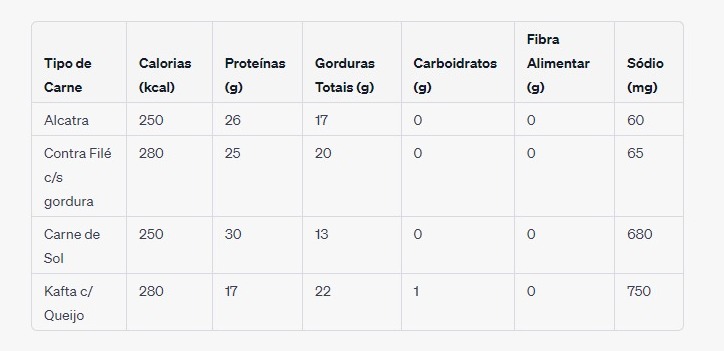 Tipo de Carne Calorias (kcal) Proteínas (g) Gorduras Totais (g) Carboidratos (g) Fibra Alimentar (g) Sódio (mg)
Alcatra 250 26 17 0 0 60
Contra Filé c/s gordura 280 25 20 0 0 65
Carne de Sol 250 30 13 0 0 680
Kafta c/ Queijo 280 17 22 1 0 750